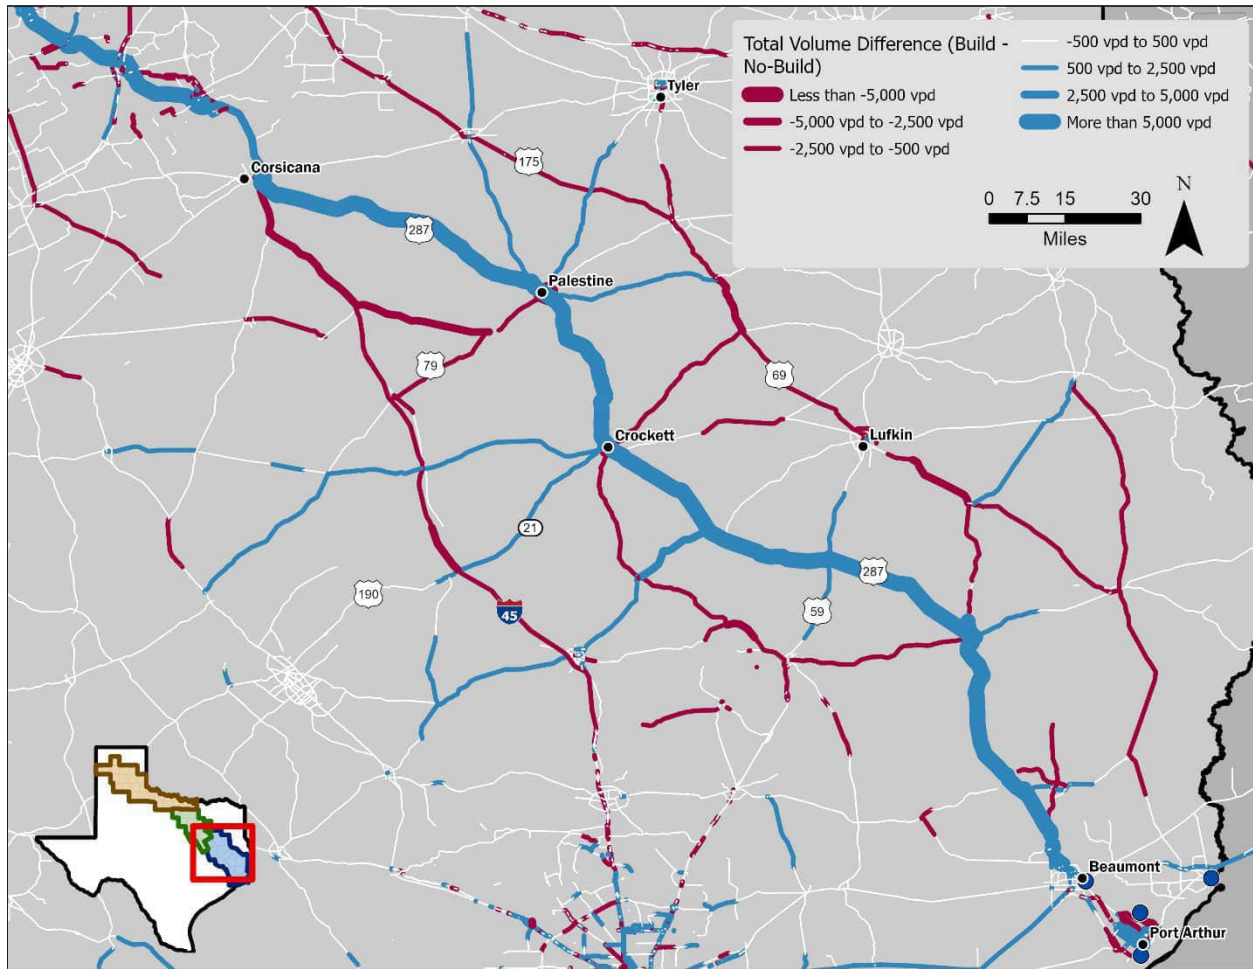 Total Volume Difference (Build -
No-Build)
Less than -5,000 vpd
-5,000 vpd to -2,500 vpd
-2,500 vpd to -500 vpd
-500 vpd to 500 vpd
500 vpd to 2,500 vpd
2,500 vpd to 5,000 vpd
More than 5,000 vpd
0 7.5 15 30
Miles
N
Tyler
175
Corsicana
287
Palestine
79
69
Crockett
Lufkin
21
287
190
45
59
Beaumont
Port Arthur